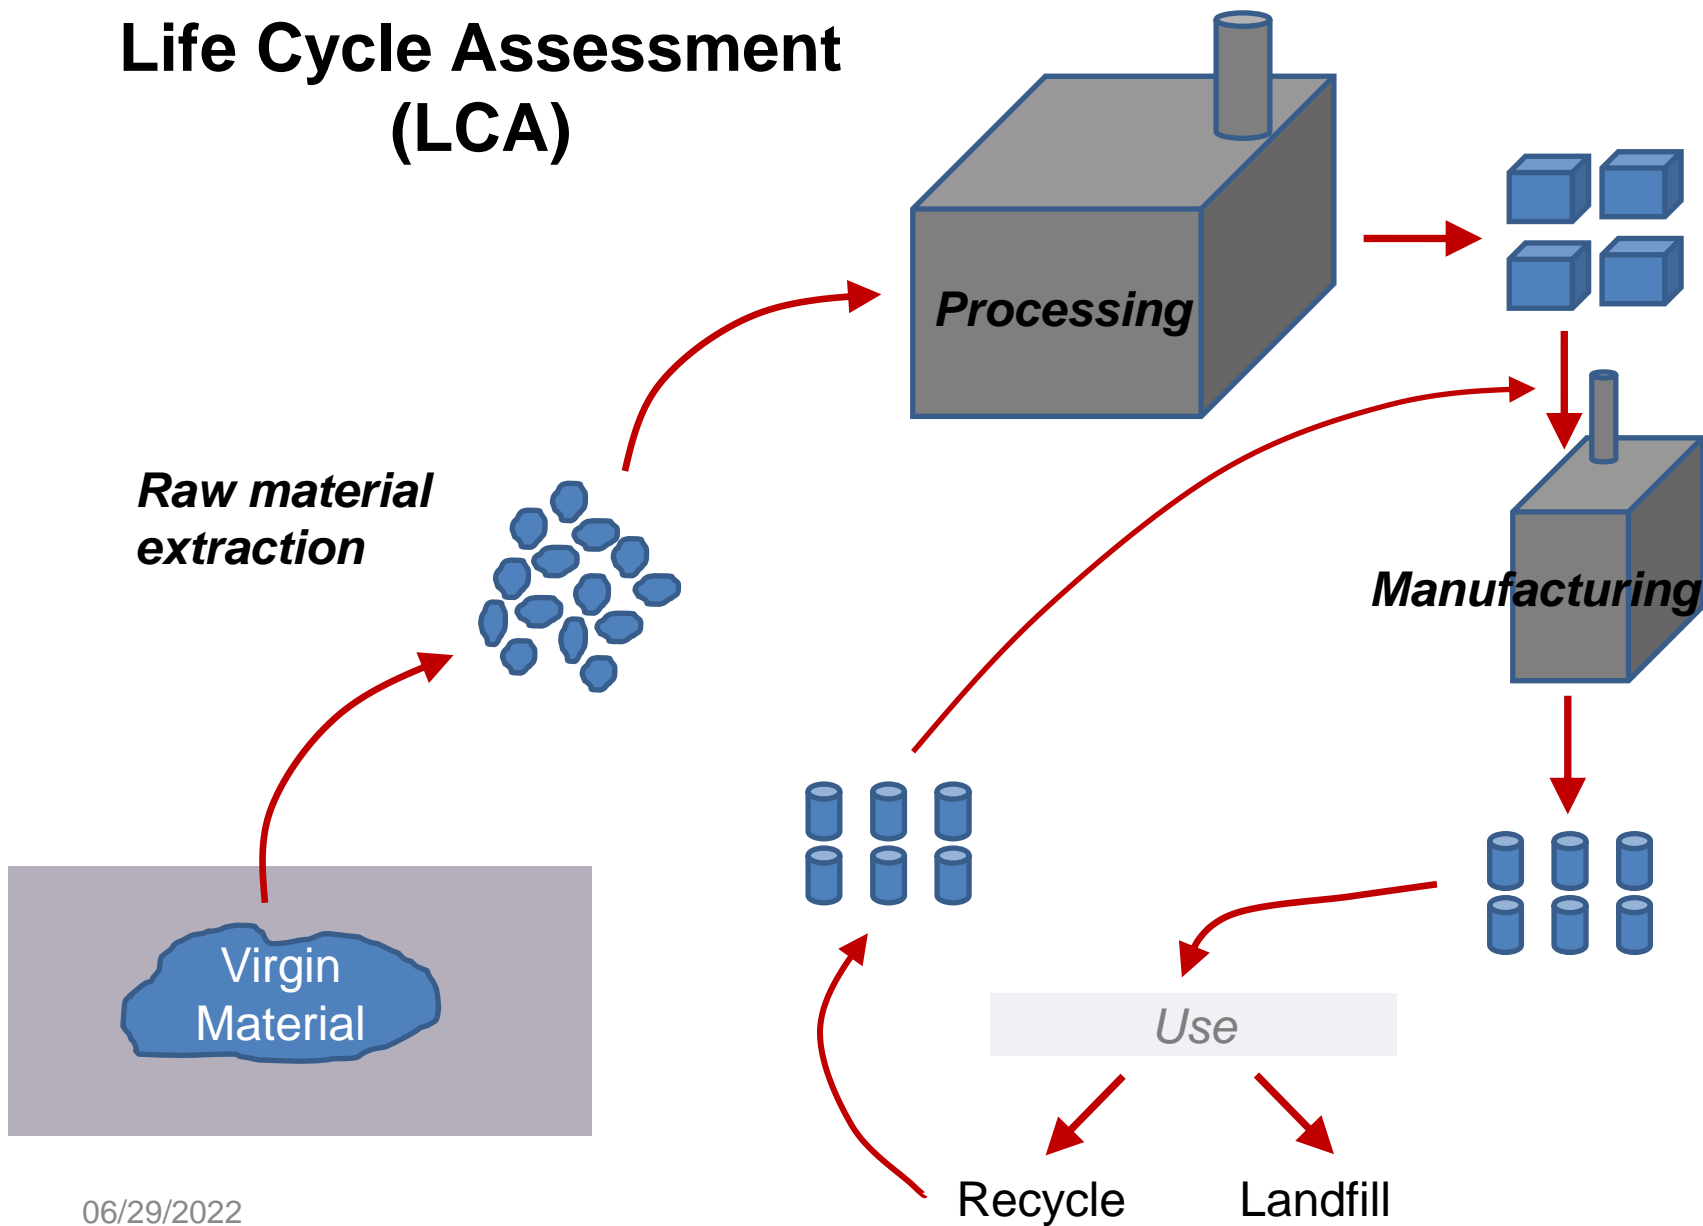 Life Cycle Assessment
(LCA)
Processing
Raw material
extraction
Manufacturing
Virgin
Material
Use
Recycle
Landfill
06/29/2022